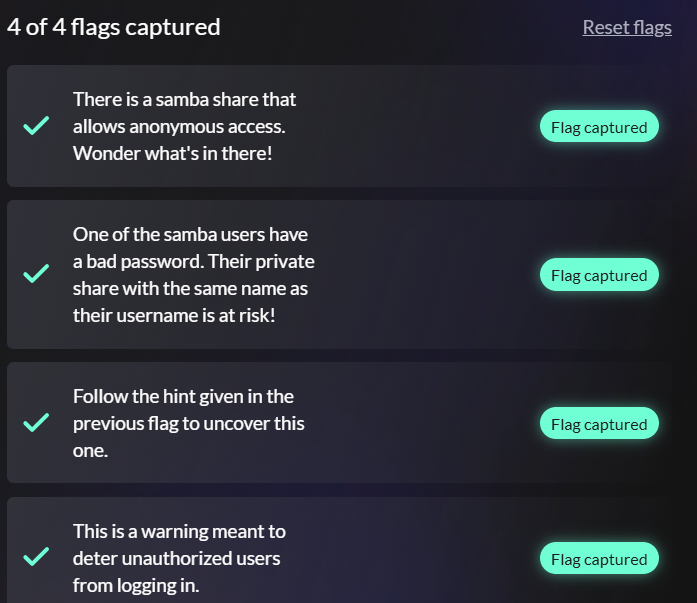 4 of 4 flags captured
Reset flags
There is a samba share that
allows anonymous access.
Wonder what's in there!
Flag captured
One of the samba users have
a bad password. Their private
share with the same name as
their username is at risk!
Flag captured
Follow the hint given in the
previous flag to uncover this
one.
Flag captured
This is a warning meant to
deter unauthorized users
from logging in.
Flag captured